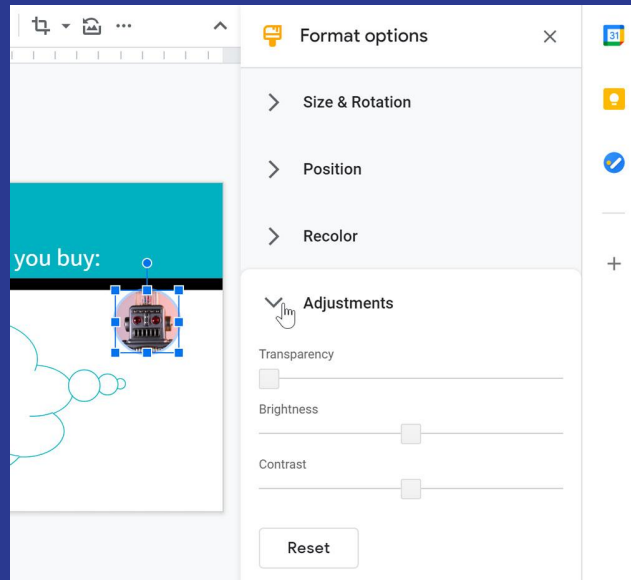 Format options
31
Size & Rotation
Position
Recolor
you buy:
Adjustments
Transparency
Brightness
Contrast
Reset